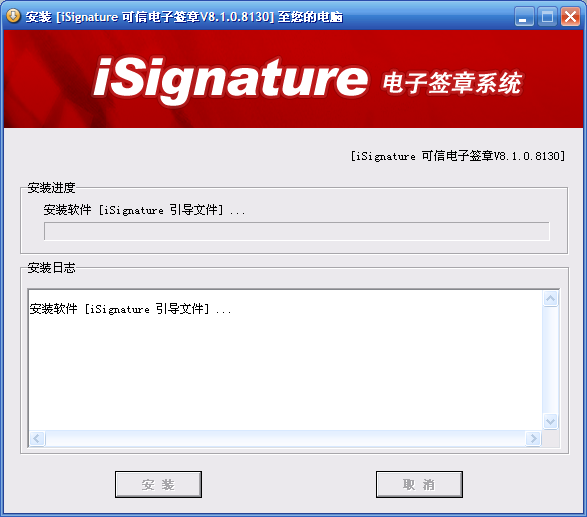 安装 [iSignature 可信电子签章V8.1.0.8130] 至您的电脑
iSignature 电子签章系统
[iSignature 可信电子签章V8.1.0.8130]
安装进度
安装软件 [iSignature 引导文件] ...
安装日志
安装软件 [iSignature 引导文件] ...
安 装 取 消